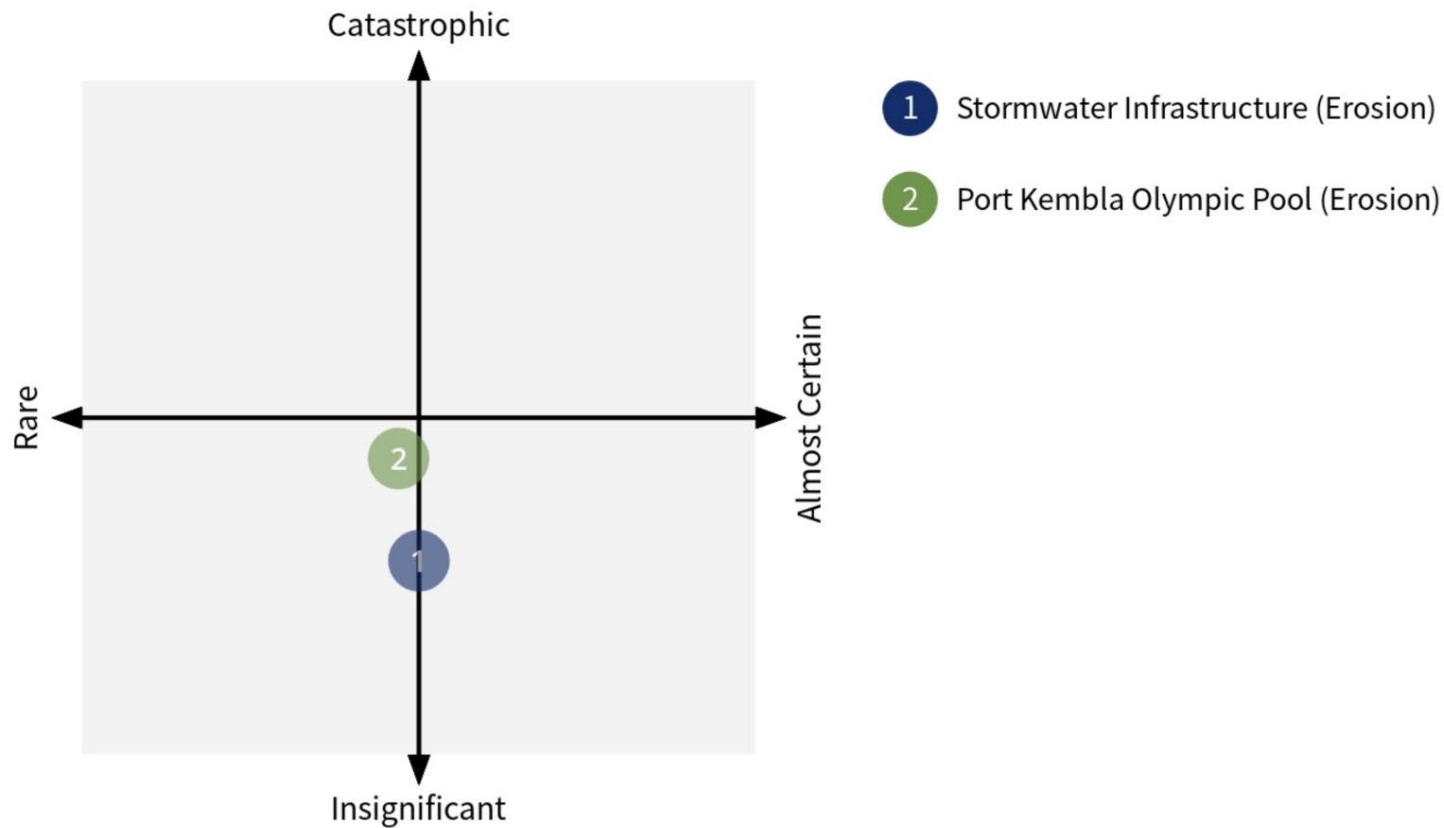 Catastrophic
1 Stormwater Infrastructure (Erosion)
2 Port Kembla Olympic Pool (Erosion)
Rare
Almost Certain
2
1
Insignificant